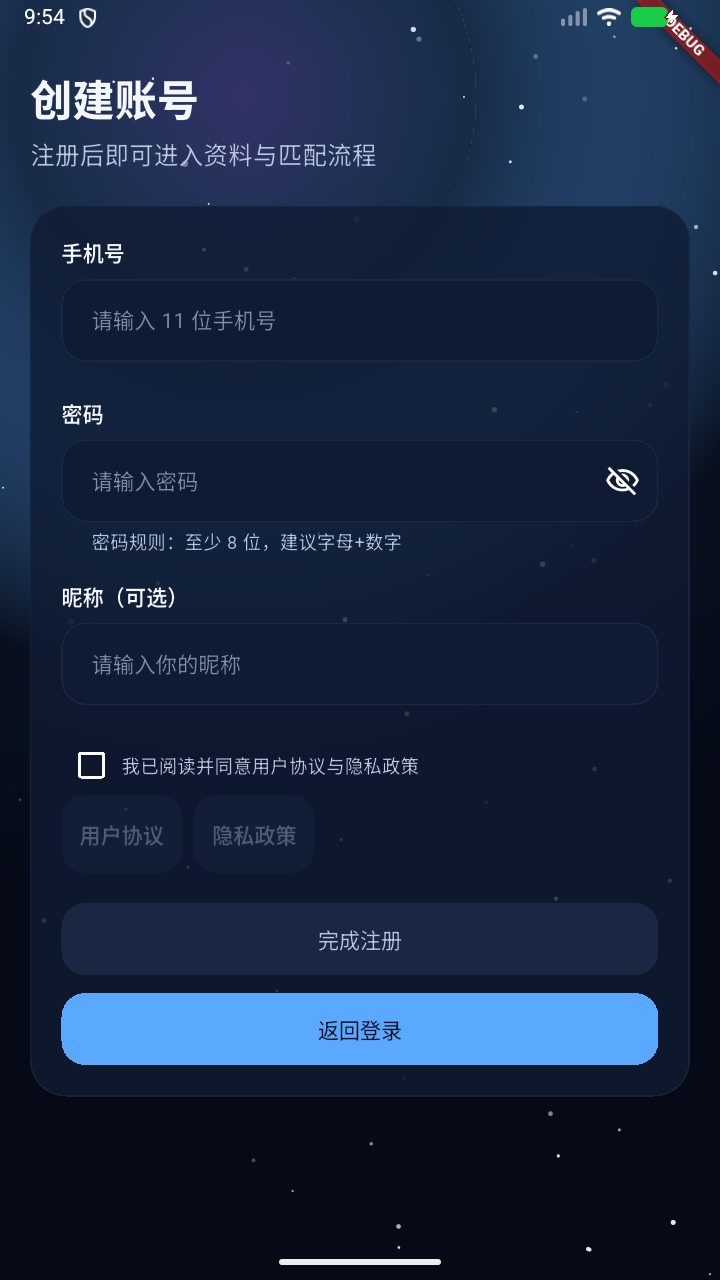 9:54
DEBUG
创建账号
注册后即可进入资料与匹配流程
手机号
请输入 11 位手机号
密码
请输入密码
密码规则：至少 8 位，建议字母+数字
昵称（可选）
请输入你的昵称
我已阅读并同意用户协议与隐私政策
用户协议 隐私政策
完成注册
返回登录